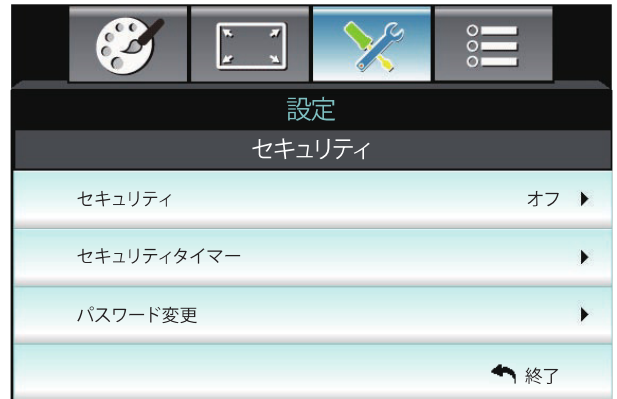 設定
セキュリティ
セキュリティ オフ
セキュリティタイマー
パスワード変更
終了